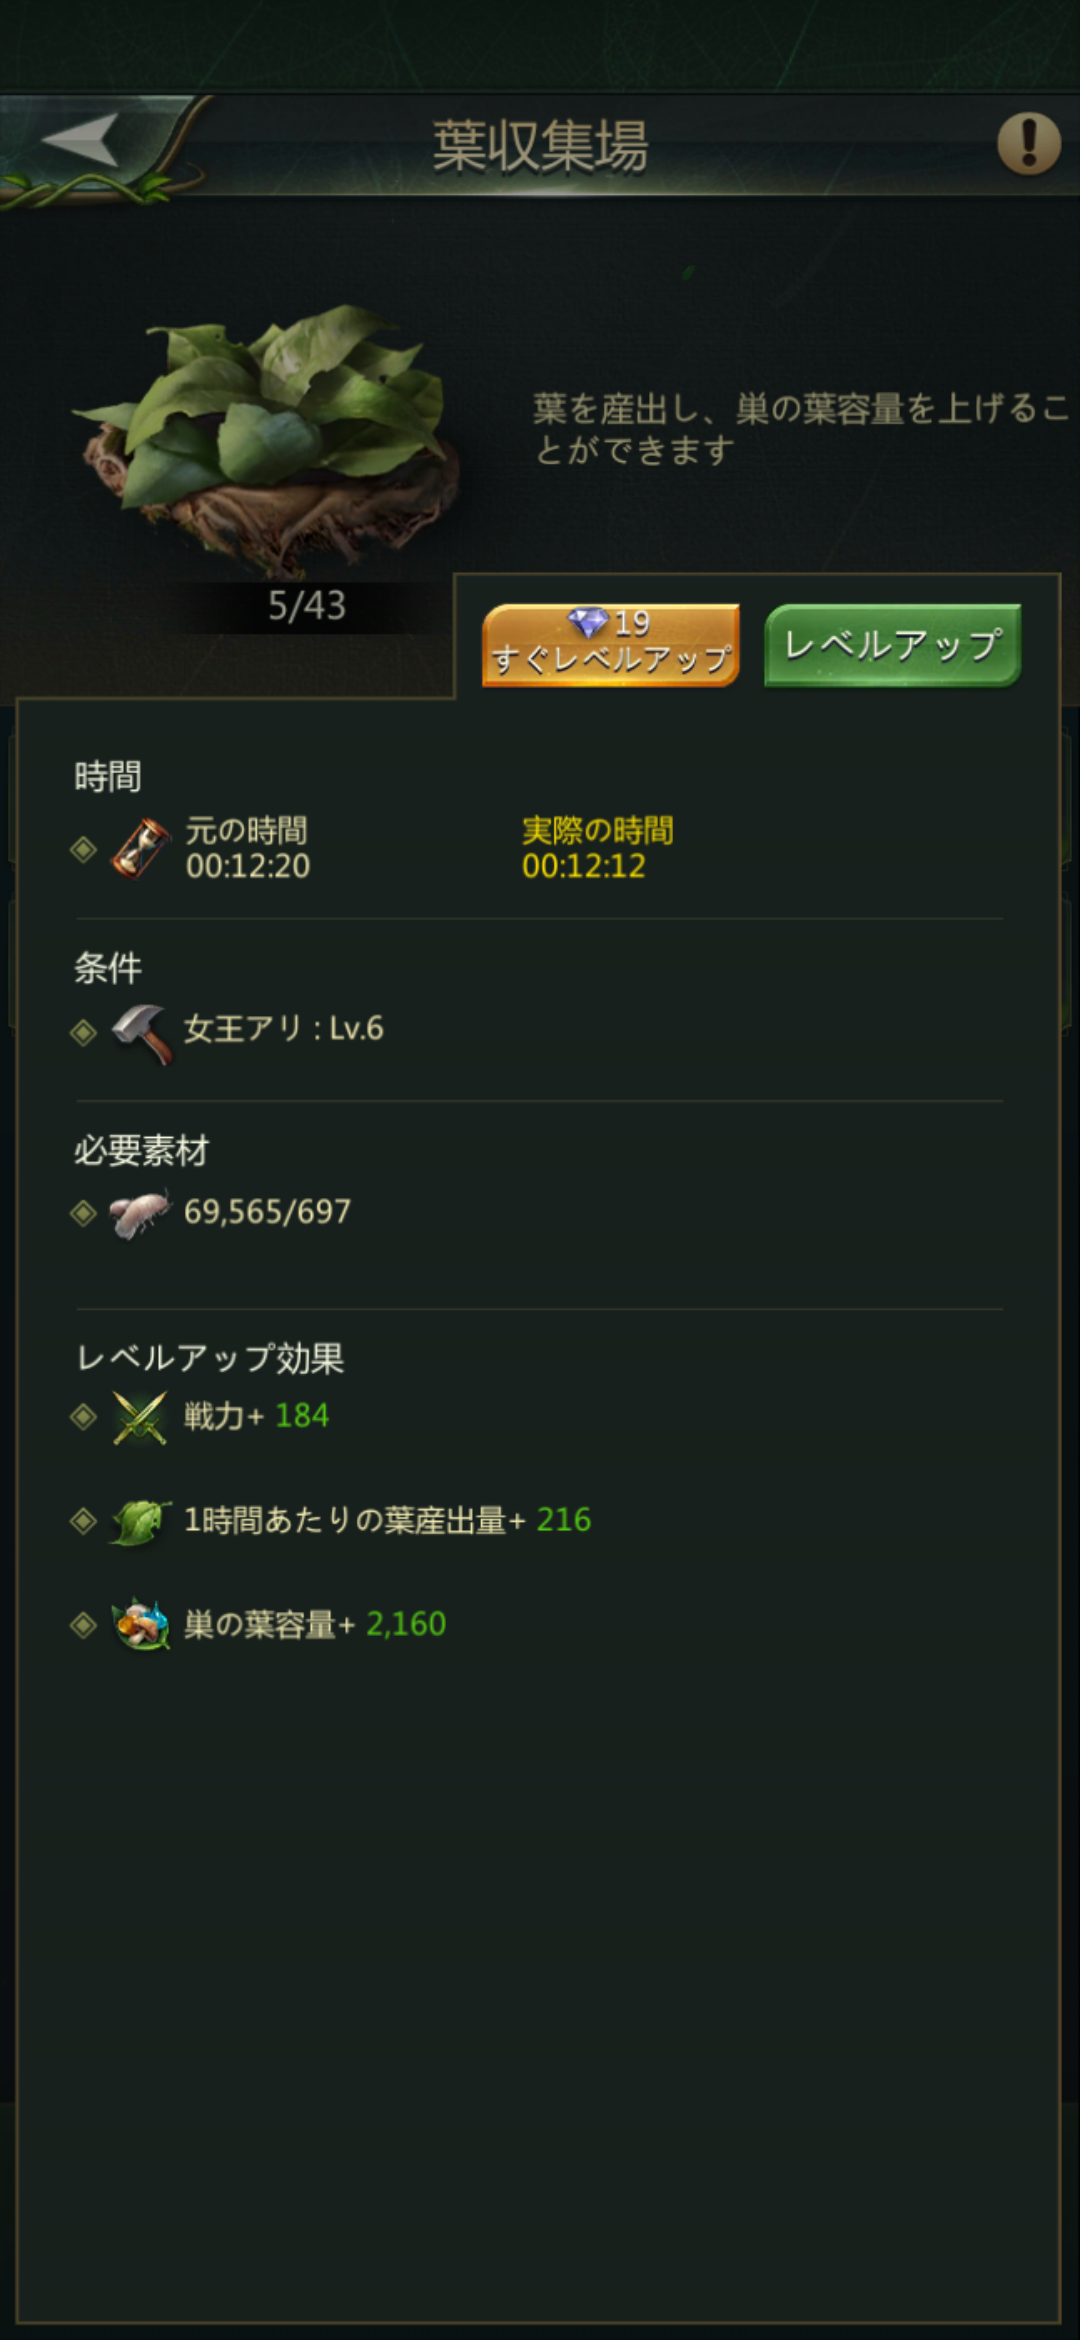 葉収集場
葉を産出し、巣の葉容量を上げるこ
とができます
5/43
19
すぐレベルアップ
レベルアップ
時間
元の時間
00:12:20
実際の時間
00:12:12
条件
女王アリ : Lv.6
必要素材
69,565/697
レベルアップ効果
戦力+ 184
1時間あたりの葉産出量+ 216
巣の葉容量+ 2,160